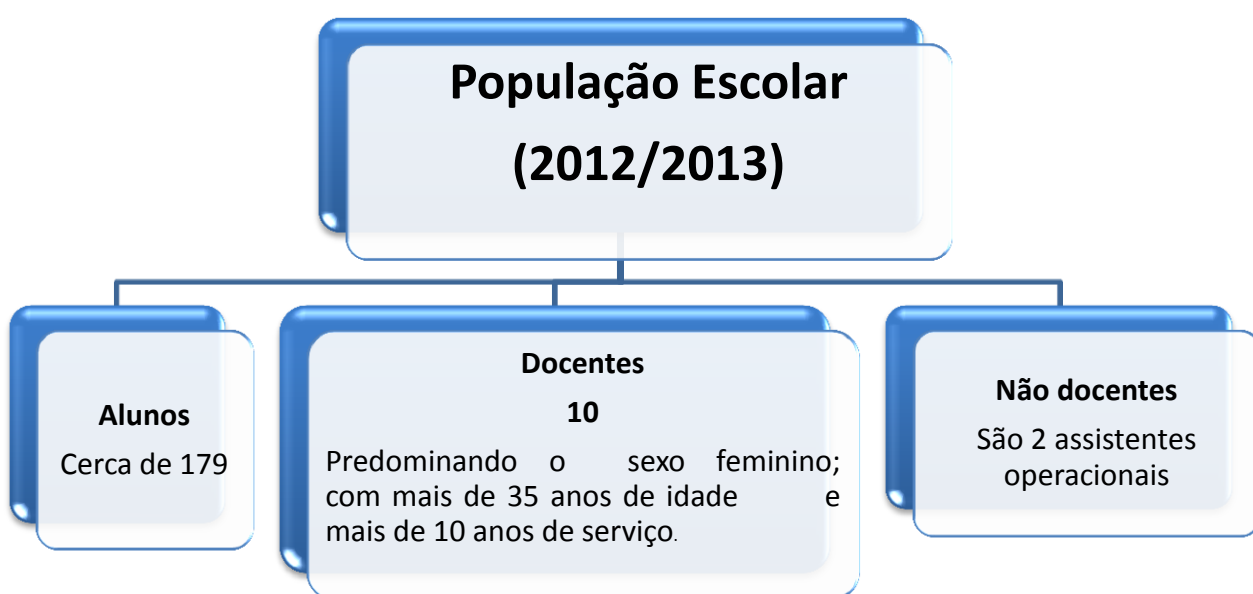 População Escolar
(2012/2013)
Alunos
Cerca de 179
Docentes
10
Predominando o sexo feminino;
com mais de 35 anos de idade e
mais de 10 anos de serviço.
Não docentes
São 2 assistentes
operacionais